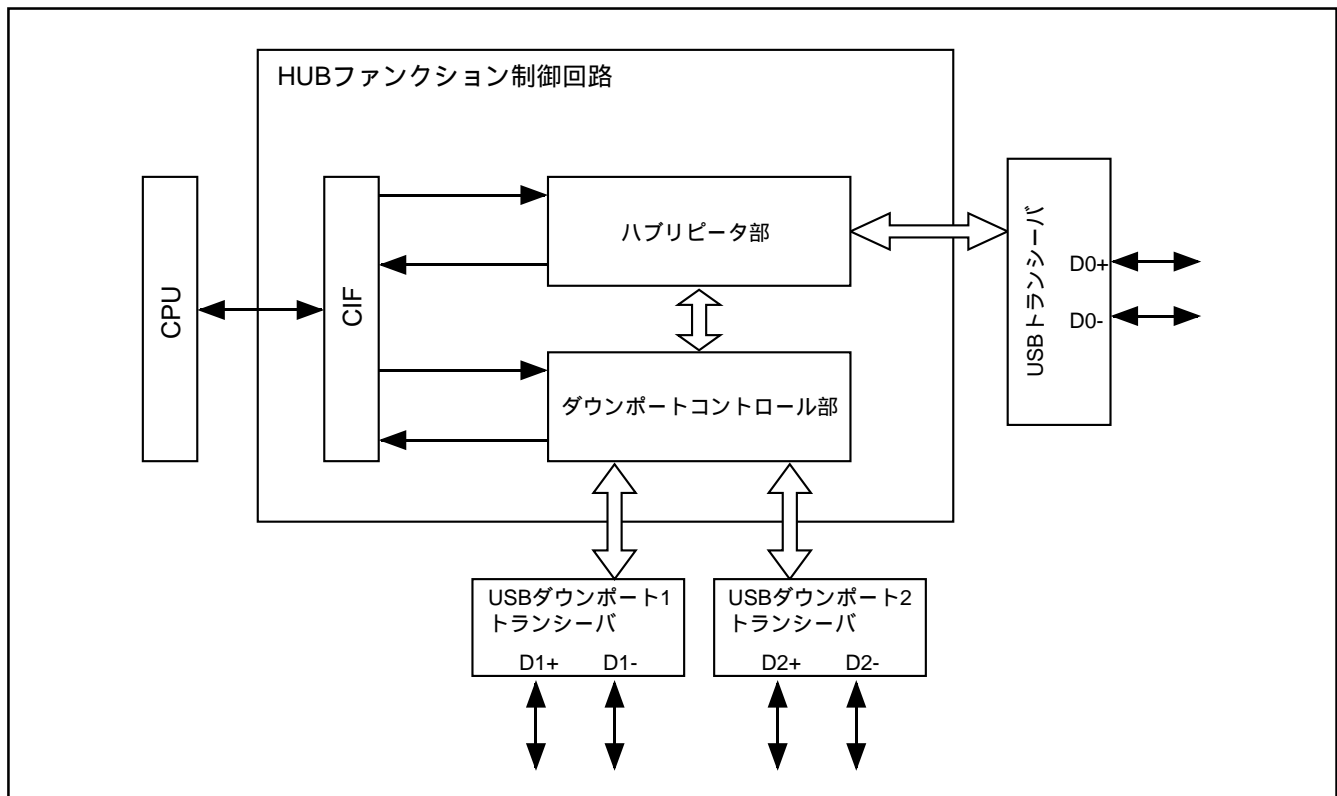 HUBファンクション制御回路
CPU
CIF
ハブリピータ部
ダウンポートコントロール部
USBトランシーバ
D0+
D0-
USBダウンポート1
トランシーバ
D1+ D1-
USBダウンポート2
トランシーバ
D2+ D2-